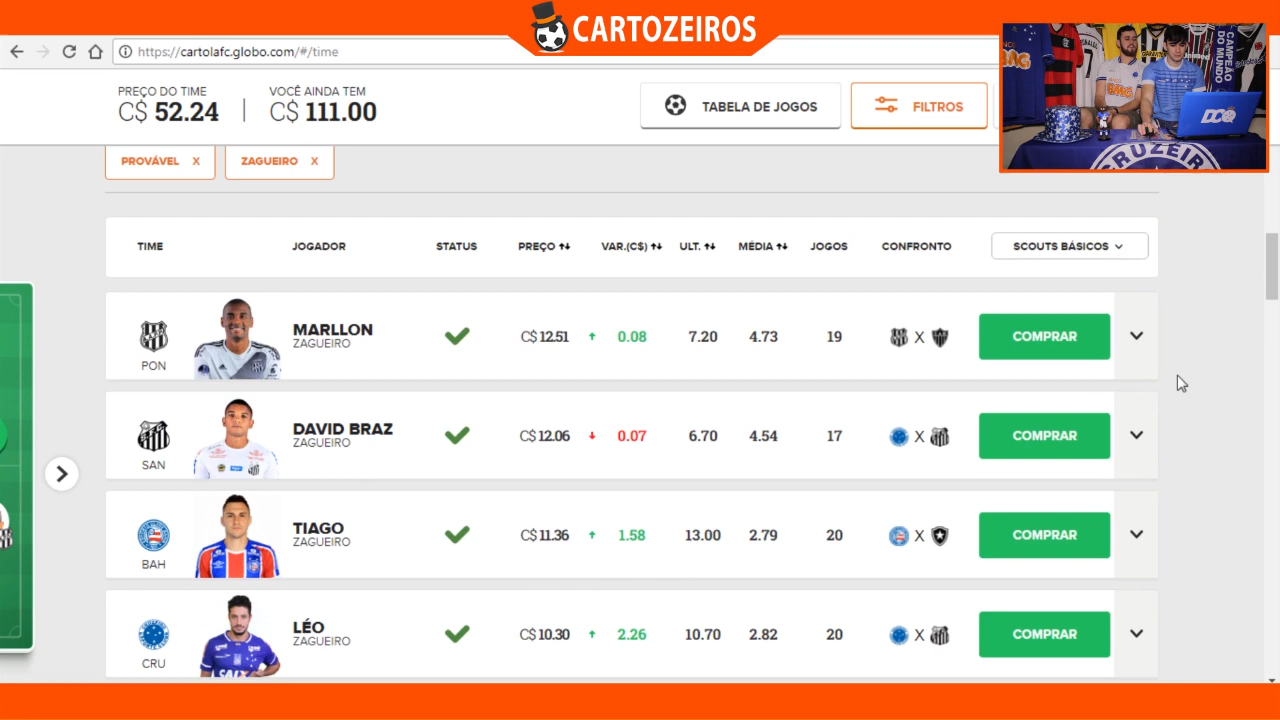 CARTOZEIROS
https://cartolafc.globo.com/#/time
PREÇO DO TIME
C$ 52.24
VOCÊ AINDA TEM
C$ 111.00
TABELA DE JOGOS
FILTROS
PROVÁVEL X
ZAGUEIRO X
TIME JOGADOR STATUS PREÇO VAR.(C$) ULT. MÉDIA JOGOS CONFRONTO SCOUTS BÁSICOS
PON
MARLLON
ZAGUEIRO
C$ 12.51 0.08 7.20 4.73 19 X COMPRAR
SAN
DAVID BRAZ
ZAGUEIRO
C$ 12.06 0.07 6.70 4.54 17 X COMPRAR
BAH
TIAGO
ZAGUEIRO
C$ 11.36 1.58 13.00 2.79 20 X COMPRAR
CRU
LÉO
ZAGUEIRO
C$ 10.30 2.26 10.70 2.82 20 X COMPRAR
CAMPEÃO
DO MUNDO
CRUZEIR